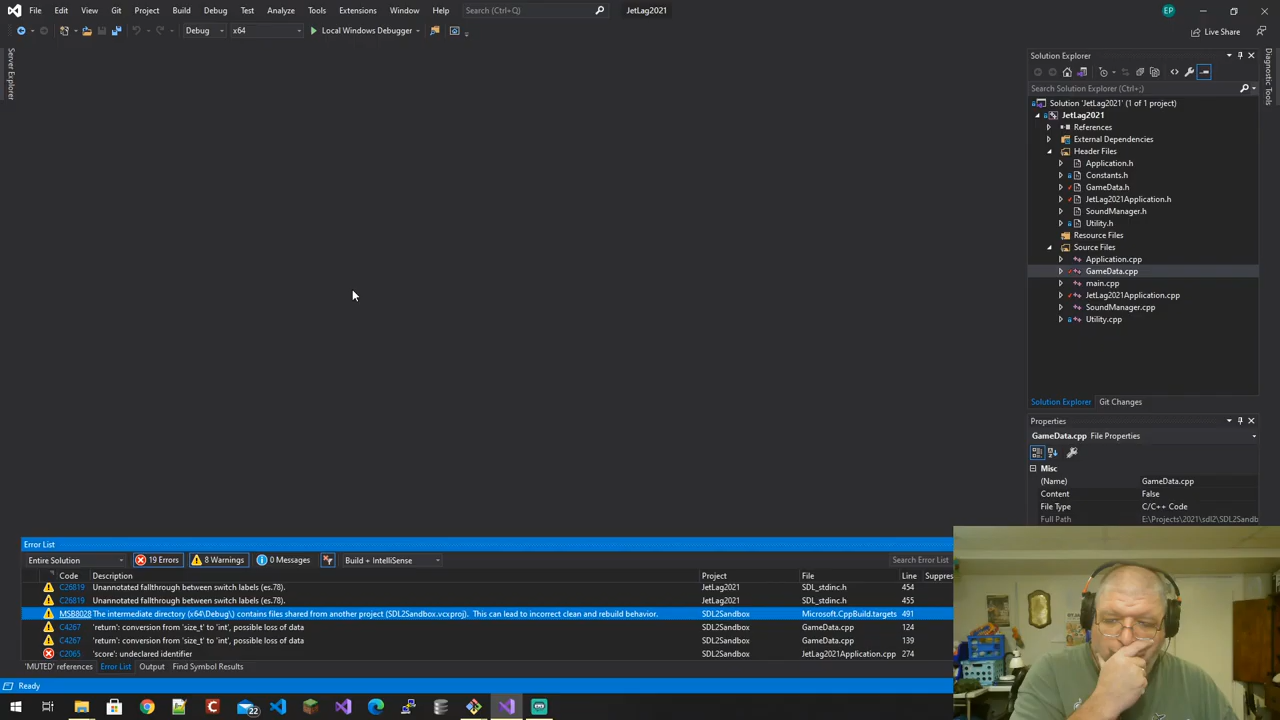 File Edit View Git Project Build Debug Test Analyze Tools Extensions Window Help Search (Ctrl+Q) JetLag2021 EP
Debug x64 Local Windows Debugger Live Share
Server Explorer
Diagnostic Tools
Solution Explorer
Search Solution Explorer (Ctrl+;)
Solution 'JetLag2021' (1 of 1 project)
JetLag2021
References
External Dependencies
Header Files
Application.h
Constants.h
GameData.h
JetLag2021Application.h
SoundManager.h
Utility.h
Resource Files
Source Files
Application.cpp
GameData.cpp
main.cpp
JetLag2021Application.cpp
SoundManager.cpp
Utility.cpp
Solution Explorer Git Changes
Properties
GameData.cpp File Properties
Misc
(Name) GameData.cpp
Content False
File Type C/C++ Code
Full Path E:\Projects\2021\sdl2\SDL2Sandb
Error List
Entire Solution 19 Errors 8 Warnings 0 Messages Build + IntelliSense Search Error List
Code Description Project File Line Suppres
C26819 Unannotated fallthrough between switch labels (es.78). JetLag2021 SDL_stdinc.h 454
C26819 Unannotated fallthrough between switch labels (es.78). JetLag2021 SDL_stdinc.h 455
MSB8028 The intermediate directory (x64\Debug\) contains files shared from another project (SDL2Sandbox.vcxproj). This can lead to incorrect clean and rebuild behavior. SDL2Sandbox Microsoft.CppBuild.targets 491
C4267 'return': conversion from 'size_t' to 'int', possible loss of data SDL2Sandbox GameData.cpp 124
C4267 'return': conversion from 'size_t' to 'int', possible loss of data SDL2Sandbox GameData.cpp 139
C2065 'score': undeclared identifier SDL2Sandbox JetLag2021Application.cpp 274
'MUTED' references Error List Output Find Symbol Results
Ready
22